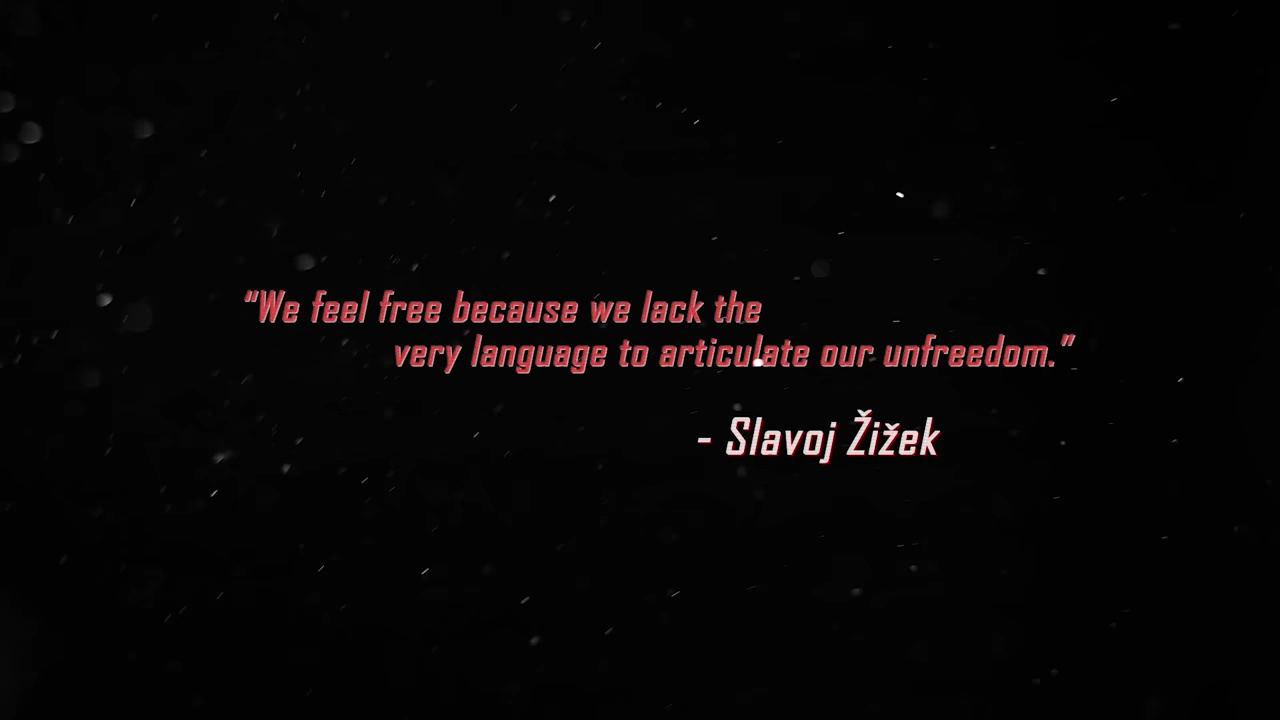 “We feel free because we lack the
very language to articulate our unfreedom.”
- Slavoj Žižek